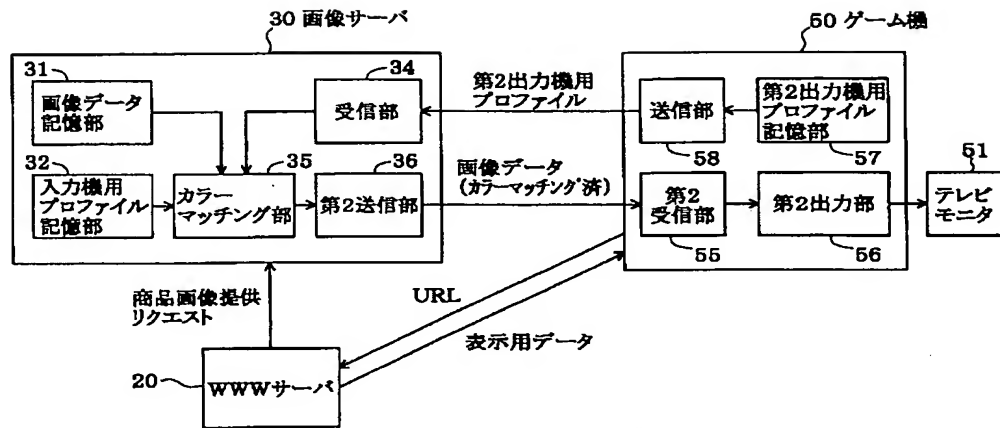 30 画像サーバ
50 ゲーム機
31
画像データ
記憶部
34
受信部
第2出力機用
プロファイル
送信部
58
第2出力機用
プロファイル
記憶部
57
32
入力機用
プロファイル
記憶部
35
カラー
マッチング部
36
第2送信部
画像データ
(カラーマッチング済)
第2
受信部
55
第2出力部
56
51
テレビ
モニタ
商品画像提供
リクエスト
URL
表示用データ
20
WWWサーバ